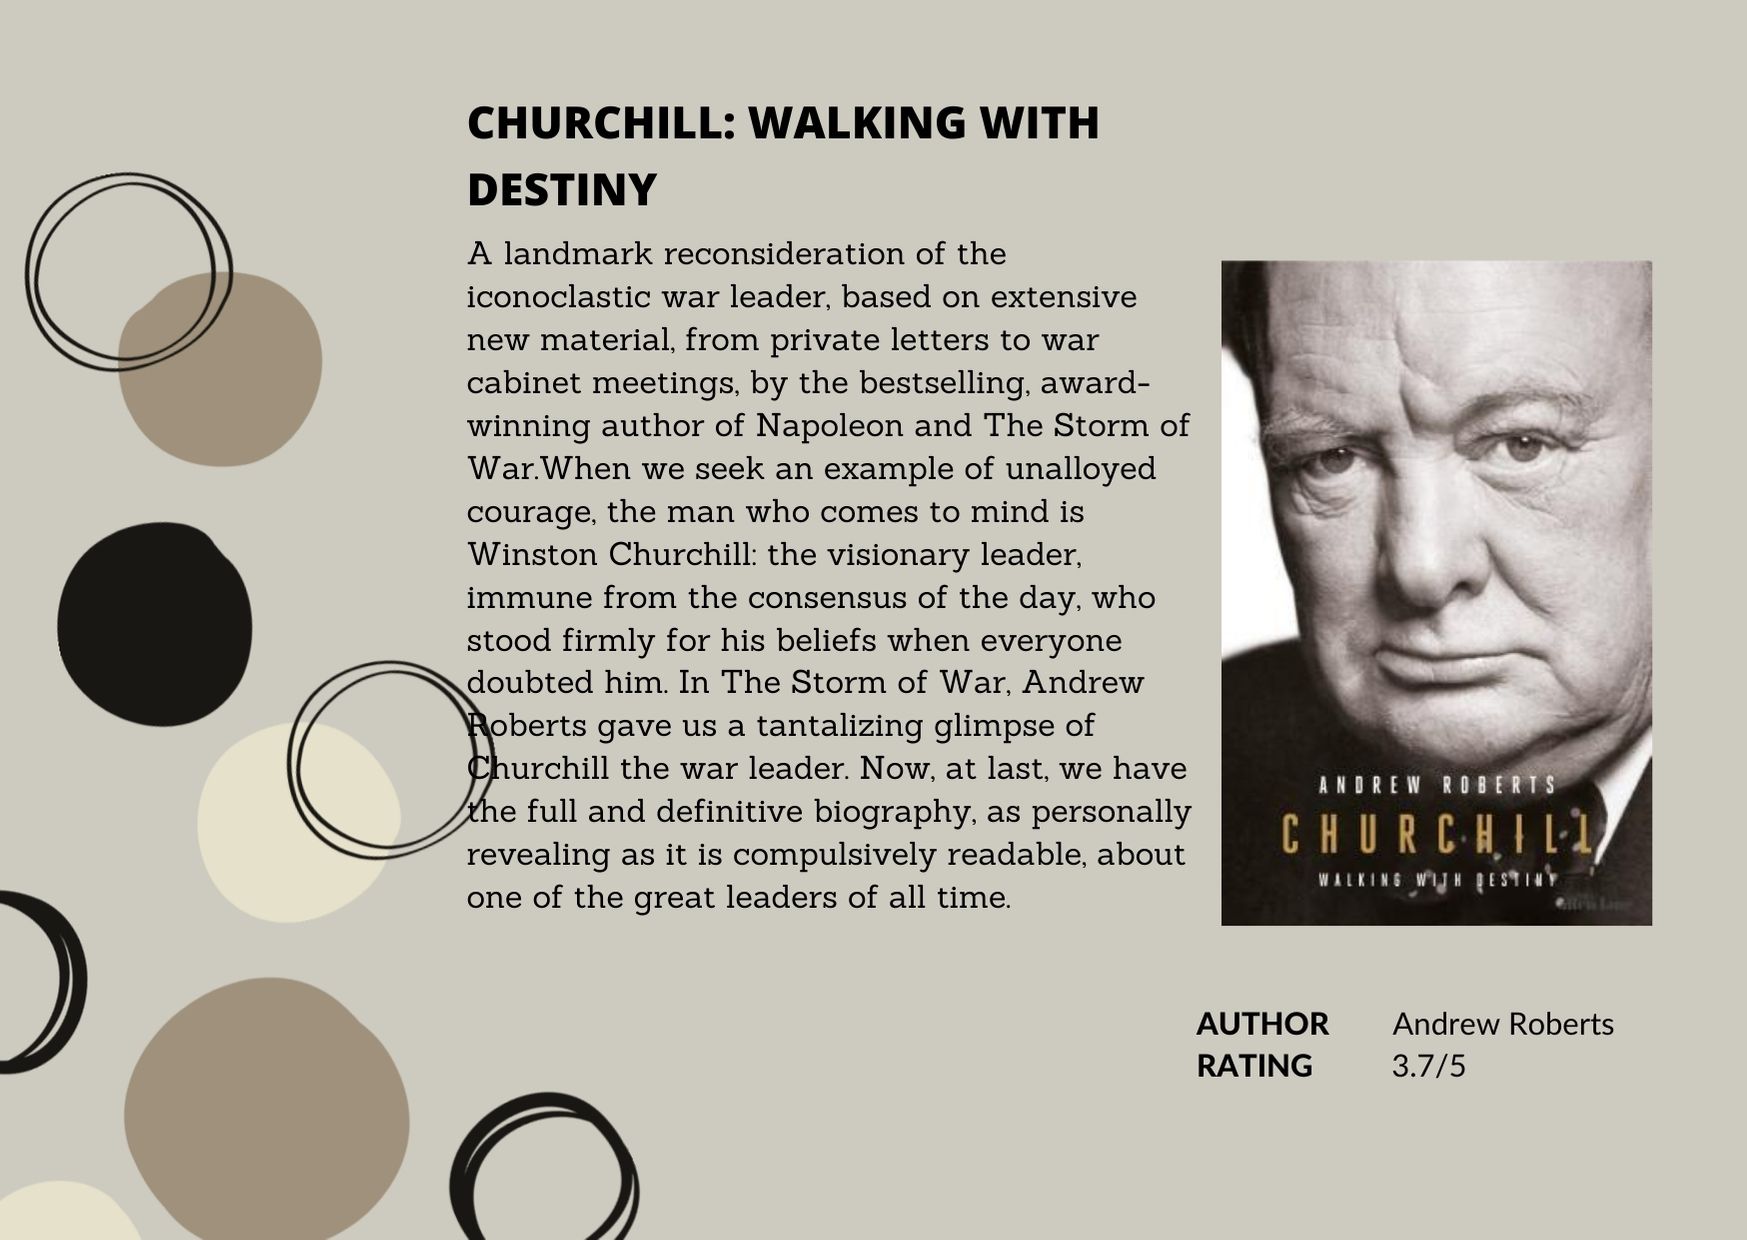 CHURCHILL: WALKING WITH
DESTINY
A landmark reconsideration of the
iconoclastic war leader, based on extensive
new material, from private letters to war
cabinet meetings, by the bestselling, award-
winning author of Napoleon and The Storm of
War.When we seek an example of unalloyed
courage, the man who comes to mind is
Winston Churchill: the visionary leader,
immune from the consensus of the day, who
stood firmly for his beliefs when everyone
doubted him. In The Storm of War, Andrew
Roberts gave us a tantalizing glimpse of
Churchill the war leader. Now, at last, we have
the full and definitive biography, as personally
revealing as it is compulsively readable, about
one of the great leaders of all time.
ANDREW ROBERTS
CHURCHILL
WALKING WITH DESTINY
AUTHOR Andrew Roberts
RATING 3.7/5